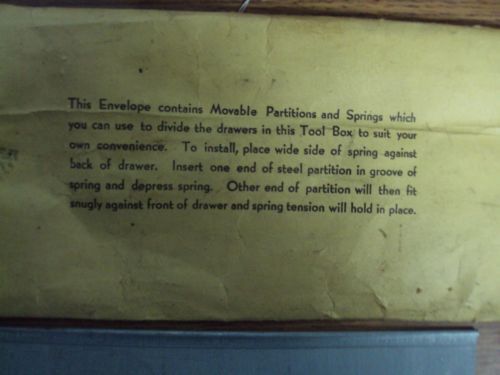 This Envelope contains Movable Partitions and Springs which
you can use to divide the drawers in this Tool Box to suit your
own convenience. To install, place wide side of spring against
back of drawer. Insert one end of steel partition in groove of
spring and depress spring. Other end of partition will then fit
snugly against front of drawer and spring tension will hold in place.